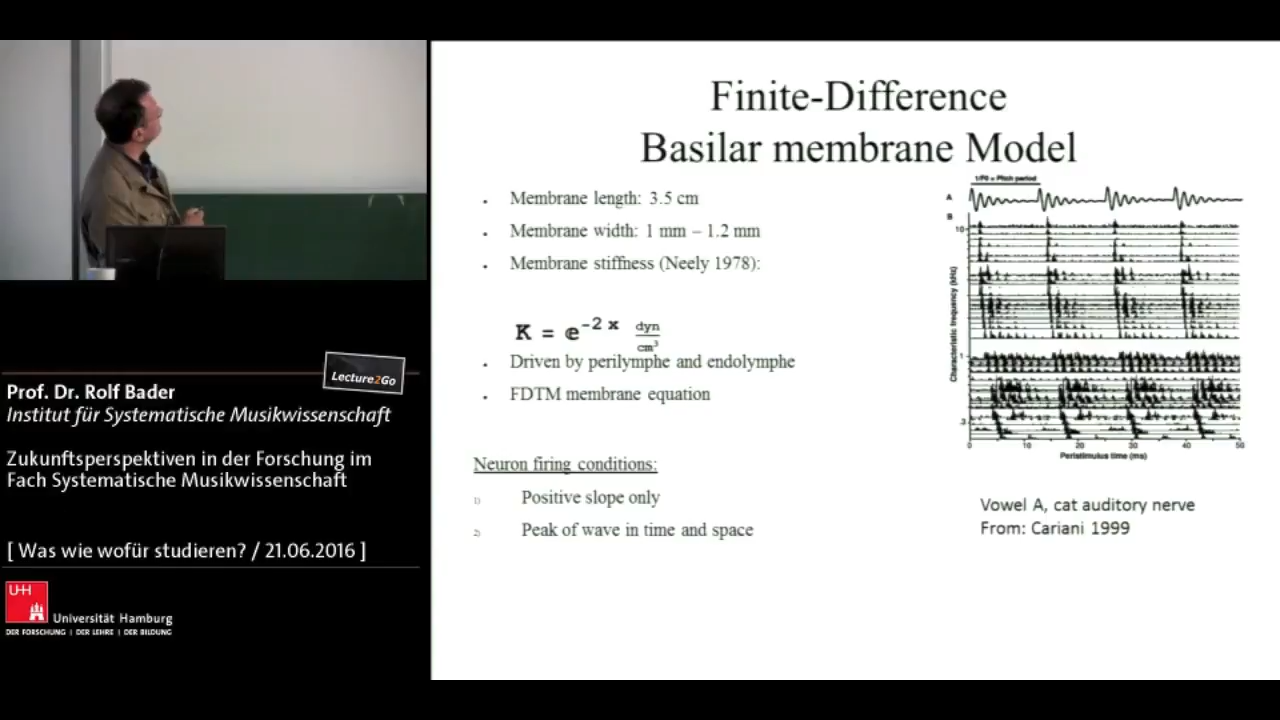 Finite-Difference
Basilar membrane Model
Membrane length: 3.5 cm
Membrane width: 1 mm – 1.2 mm
Membrane stiffness (Neely 1978):
K = e^-2 x dyn/cm³
Driven by perilymphe and endolymphe
FDTM membrane equation
Neuron firing conditions:
1) Positive slope only
2) Peak of wave in time and space
1/F0 = Pitch period
A
B
10
1
.3
Characteristic frequency (kHz)
0 10 20 30 40 50
Peristimulus time (ms)
Vowel A, cat auditory nerve
From: Cariani 1999
Lecture2Go
Prof. Dr. Rolf Bader
Institut für Systematische Musikwissenschaft
Zukunftsperspektiven in der Forschung im
Fach Systematische Musikwissenschaft
[ Was wie wofür studieren? / 21.06.2016 ]
UH
Universität Hamburg
DER FORSCHUNG | DER LEHRE | DER BILDUNG